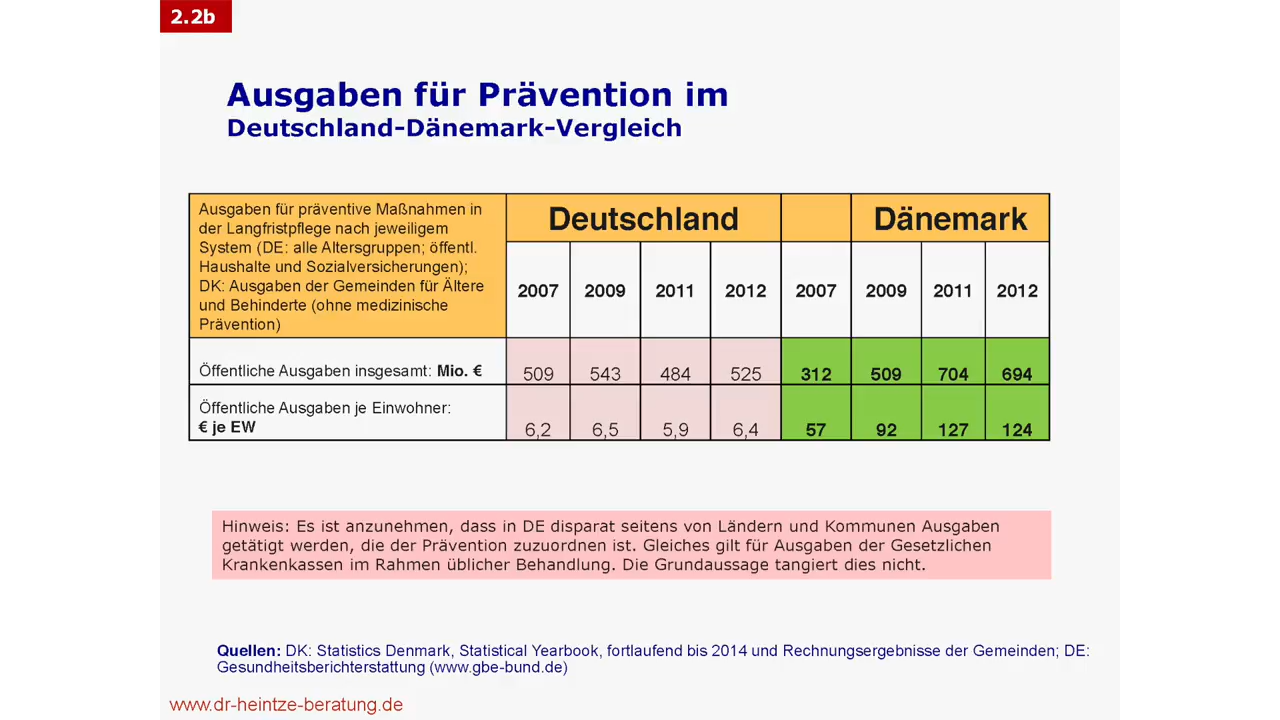 2.2b
Ausgaben für Prävention im
Deutschland-Dänemark-Vergleich
Ausgaben für präventive Maßnahmen in
der Langfristpflege nach jeweiligem
System (DE: alle Altersgruppen; öffentl.
Haushalte und Sozialversicherungen);
DK: Ausgaben der Gemeinden für Ältere
und Behinderte (ohne medizinische
Prävention)
Deutschland Dänemark
2007 2009 2011 2012 2007 2009 2011 2012
Öffentliche Ausgaben insgesamt: Mio. € 509 543 484 525 312 509 704 694
Öffentliche Ausgaben je Einwohner:
€ je EW 6,2 6,5 5,9 6,4 57 92 127 124
Hinweis: Es ist anzunehmen, dass in DE disparat seitens von Ländern und Kommunen Ausgaben
getätigt werden, die der Prävention zuzuordnen ist. Gleiches gilt für Ausgaben der Gesetzlichen
Krankenkassen im Rahmen üblicher Behandlung. Die Grundaussage tangiert dies nicht.
Quellen: DK: Statistics Denmark, Statistical Yearbook, fortlaufend bis 2014 und Rechnungsergebnisse der Gemeinden; DE:
Gesundheitsberichterstattung (www.gbe-bund.de)
www.dr-heintze-beratung.de